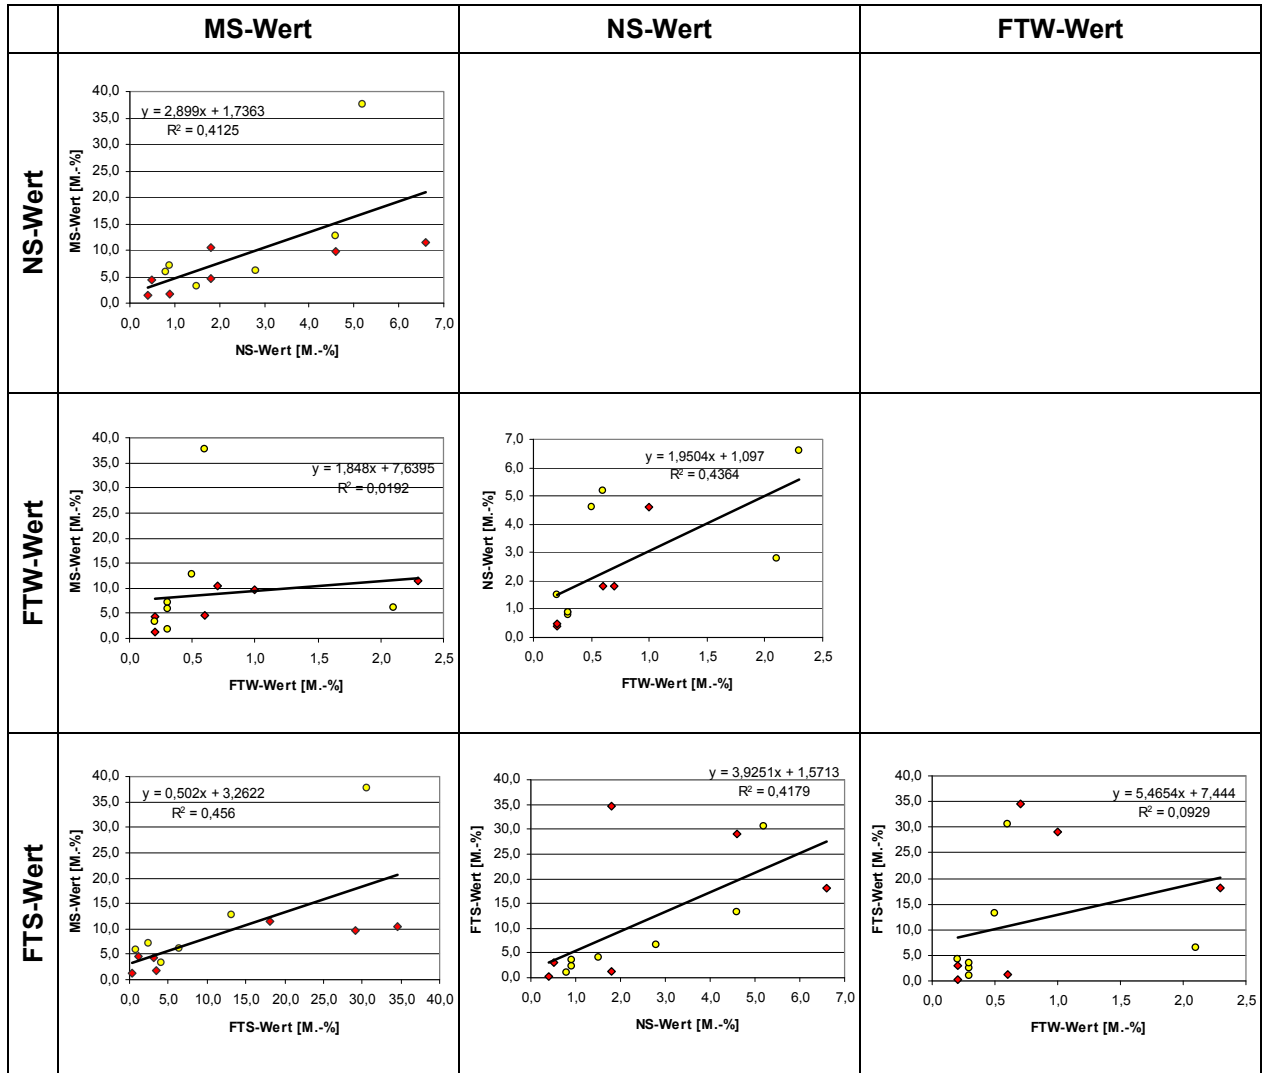 MS-Wert
NS-Wert
FTW-Wert
NS-Wert
y = 2,899x + 1,7363
R² = 0,4125
MS-Wert [M.-%]
40,0
35,0
30,0
25,0
20,0
15,0
10,0
5,0
0,0
0,0 1,0 2,0 3,0 4,0 5,0 6,0 7,0
NS-Wert [M.-%]
FTW-Wert
y = 1,848x + 7,6395
R² = 0,0192
MS-Wert [M.-%]
40,0
35,0
30,0
25,0
20,0
15,0
10,0
5,0
0,0
0,0 0,5 1,0 1,5 2,0 2,5
FTW-Wert [M.-%]
y = 1,9504x + 1,097
R² = 0,4364
NS-Wert [M.-%]
7,0
6,0
5,0
4,0
3,0
2,0
1,0
0,0
0,0 0,5 1,0 1,5 2,0 2,5
FTW-Wert [M.-%]
FTS-Wert
y = 0,502x + 3,2622
R² = 0,456
MS-Wert [M.-%]
40,0
35,0
30,0
25,0
20,0
15,0
10,0
5,0
0,0
0,0 5,0 10,0 15,0 20,0 25,0 30,0 35,0 40,0
FTS-Wert [M.-%]
y = 3,9251x + 1,5713
R² = 0,4179
FTS-Wert [M.-%]
40,0
35,0
30,0
25,0
20,0
15,0
10,0
5,0
0,0
0,0 1,0 2,0 3,0 4,0 5,0 6,0 7,0
NS-Wert [M.-%]
y = 5,4654x + 7,444
R² = 0,0929
FTS-Wert [M.-%]
40,0
35,0
30,0
25,0
20,0
15,0
10,0
5,0
0,0
0,0 0,5 1,0 1,5 2,0 2,5
FTW-Wert [M.-%]